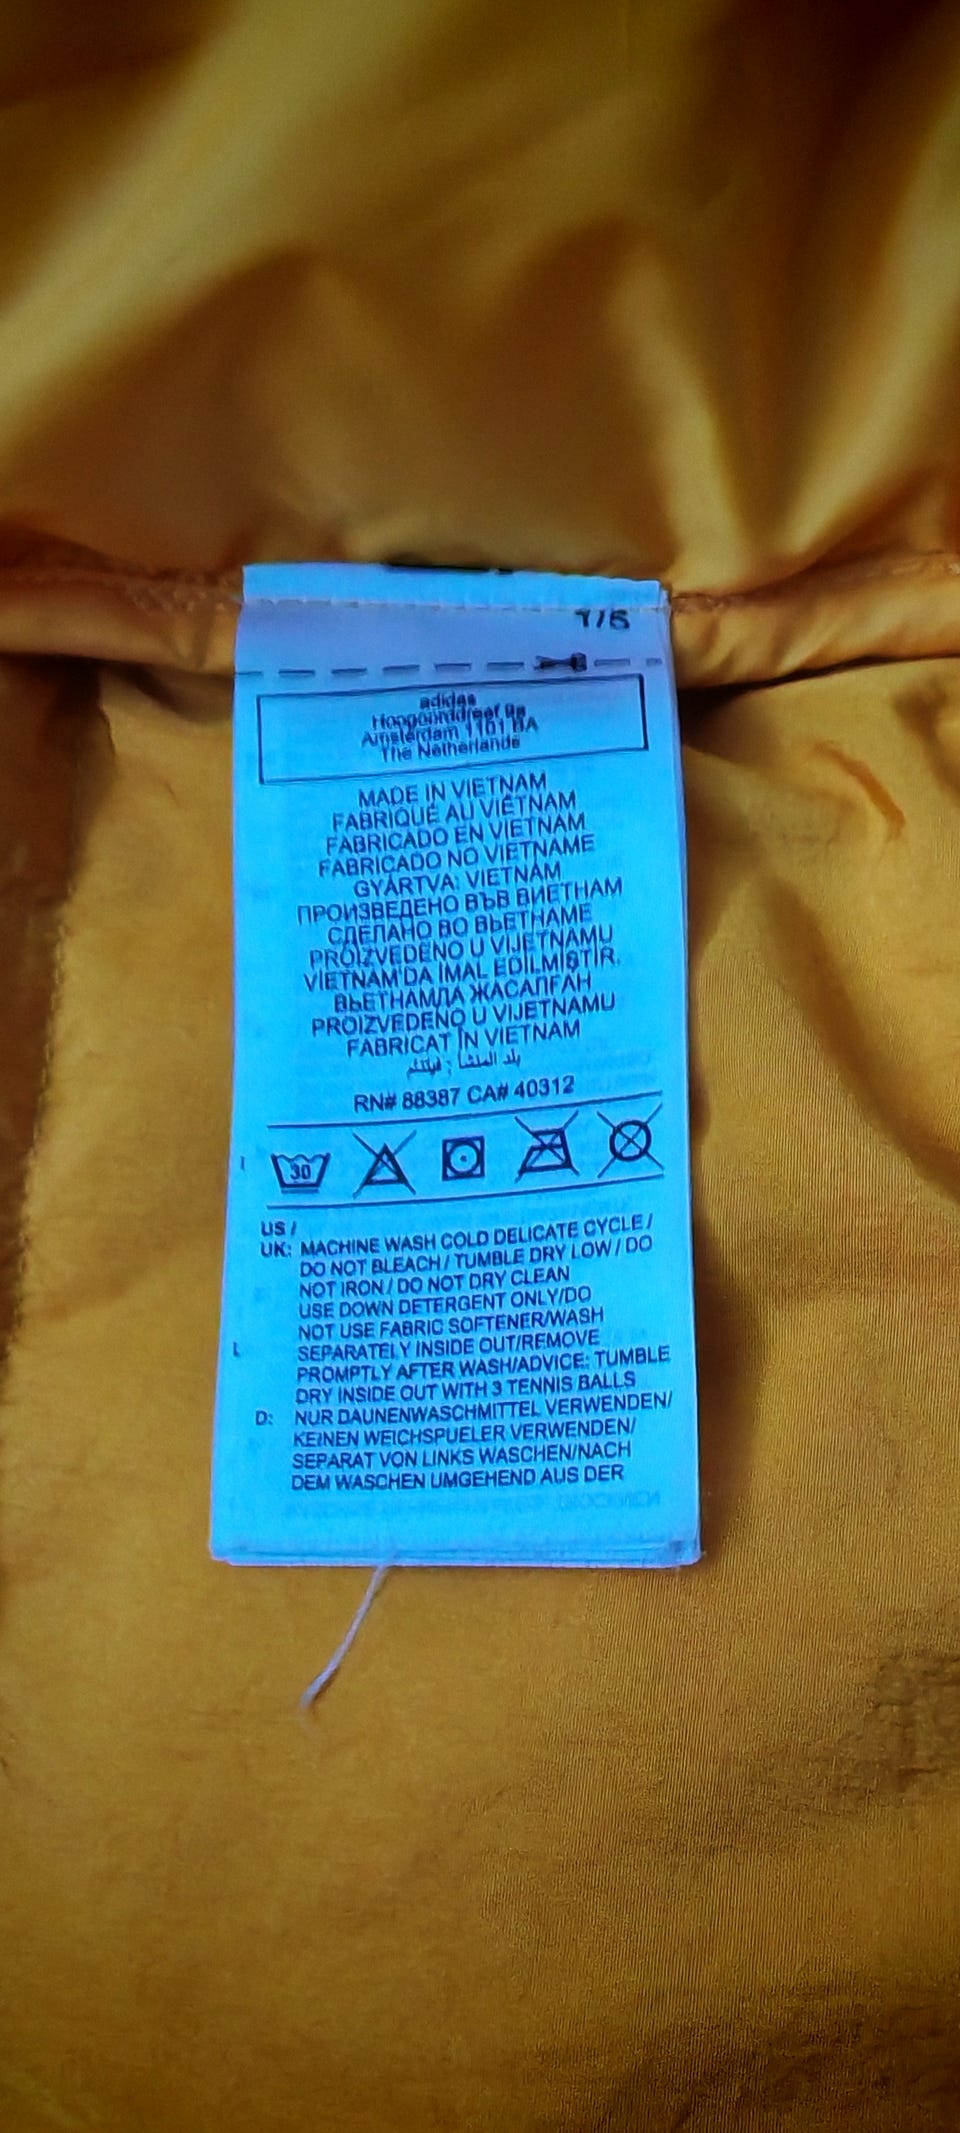 1/6
adidas
Hoogoorddreef 9a
Amsterdam 1101 BA
The Netherlands
MADE IN VIETNAM
FABRIQUÉ AU VIÊTNAM
FABRICADO EN VIETNAM
FABRICADO NO VIETNAME
GYÁRTVA: VIETNAM
ПРОИЗВЕДЕНО ВЪВ ВИЕТНАМ
СДЕЛАНО ВО ВЬЕТНАМЕ
PROIZVEDENO U VIJETNAMU
VIETNAM'DA İMAL EDİLMİŞTİR.
ВЬЕТНАМДА ЖАСАЛҒАН
PROIZVEDENO U VIJETNAMU
FABRICAT ÎN VIETNAM
بلد المنشأ : فيتنام
RN# 88387 CA# 40312
30
US /
UK: MACHINE WASH COLD DELICATE CYCLE /
DO NOT BLEACH / TUMBLE DRY LOW / DO
NOT IRON / DO NOT DRY CLEAN
USE DOWN DETERGENT ONLY/DO
NOT USE FABRIC SOFTENER/WASH
SEPARATELY INSIDE OUT/REMOVE
PROMPTLY AFTER WASH/ADVICE: TUMBLE
DRY INSIDE OUT WITH 3 TENNIS BALLS
D: NUR DAUNENWASCHMITTEL VERWENDEN/
KEINEN WEICHSPUELER VERWENDEN/
SEPARAT VON LINKS WASCHEN/NACH
DEM WASCHEN UMGEHEND AUS DER